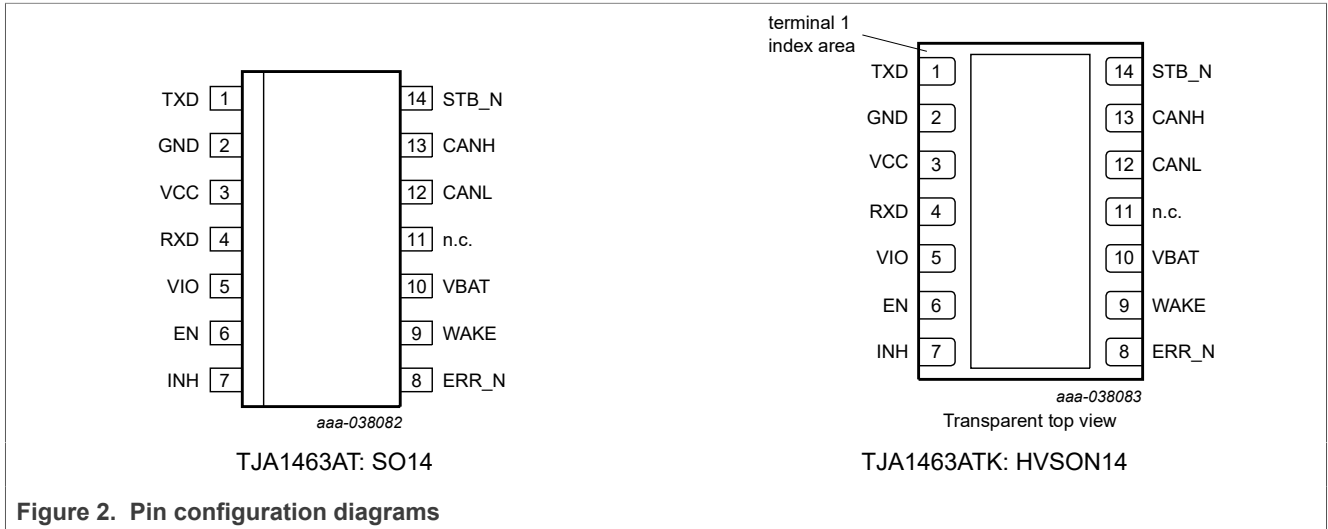 TXD 1 14 STB_N
GND 2 13 CANH
VCC 3 12 CANL
RXD 4 11 n.c.
VIO 5 10 VBAT
EN 6 9 WAKE
INH 7 8 ERR_N
aaa-038082
TJA1463AT: SO14
terminal 1
index area
TXD 1 14 STB_N
GND 2 13 CANH
VCC 3 12 CANL
RXD 4 11 n.c.
VIO 5 10 VBAT
EN 6 9 WAKE
INH 7 8 ERR_N
aaa-038083
Transparent top view
TJA1463ATK: HVSON14
Figure 2. Pin configuration diagrams